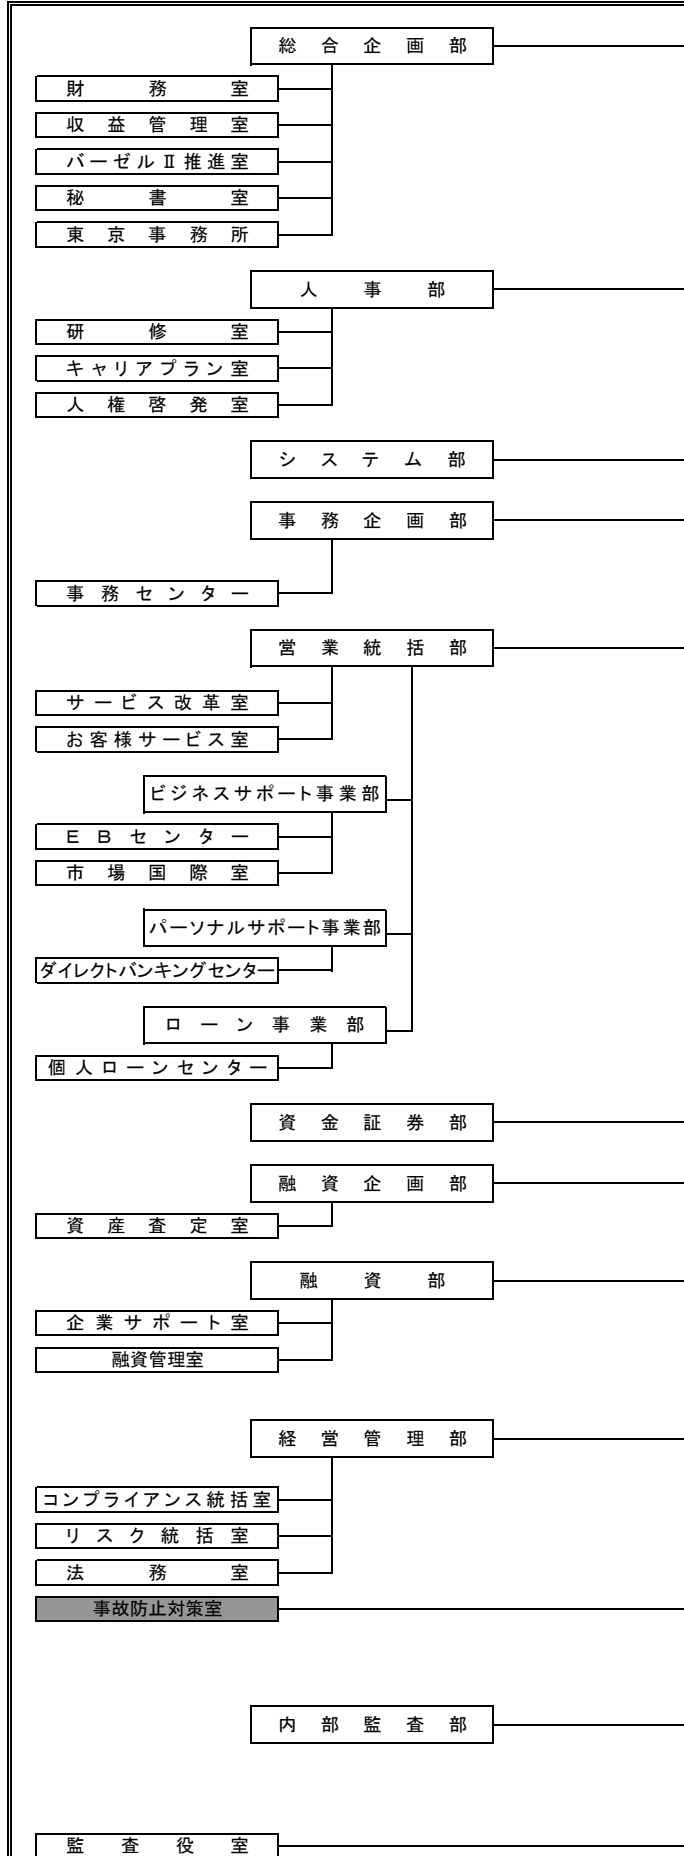 総合企画部
財務室
収益管理室
バーゼルⅡ推進室
秘書室
東京事務所
人事部
研修室
キャリアプラン室
人権啓発室
システム部
事務企画部
事務センター
営業統括部
サービス改革室
お客様サービス室
ビジネスサポート事業部
ＥＢセンター
市場国際室
パーソナルサポート事業部
ダイレクトバンキングセンター
ローン事業部
個人ローンセンター
資金証券部
融資企画部
資産査定室
融資部
企業サポート室
融資管理室
経営管理部
コンプライアンス統括室
リスク統括室
法務室
事故防止対策室
内部監査部
監査役室